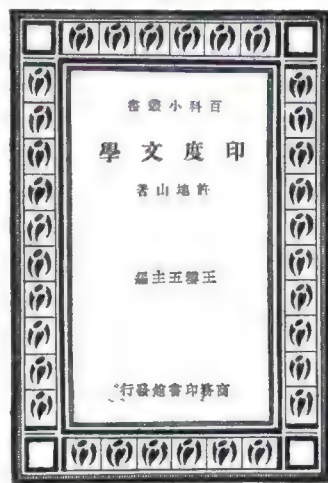 百科小叢書
印度文學
許地山著
王雲五主編
商務印書館發行